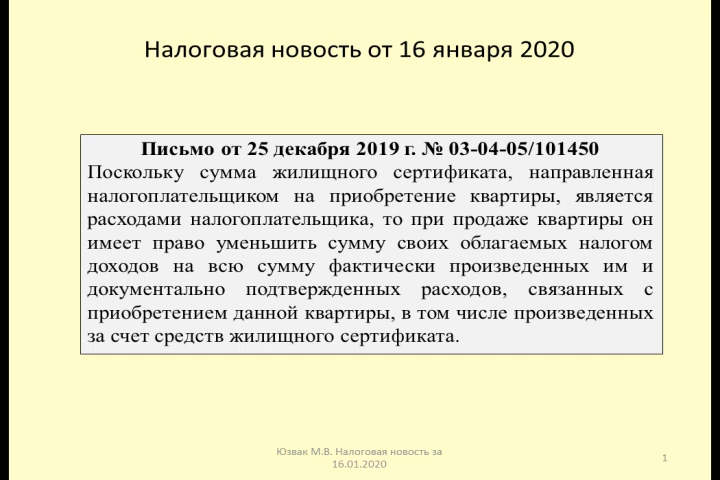 Налоговая новость от 16 января 2020
Письмо от 25 декабря 2019 г. № 03-04-05/101450
Поскольку сумма жилищного сертификата, направленная
налогоплательщиком на приобретение квартиры, является
расходами налогоплательщика, то при продаже квартиры он
имеет право уменьшить сумму своих облагаемых налогом
доходов на всю сумму фактически произведенных им и
документально подтвержденных расходов, связанных с
приобретением данной квартиры, в том числе произведенных
за счет средств жилищного сертификата.
Юзвак М.В. Налоговая новость за
16.01.2020
1